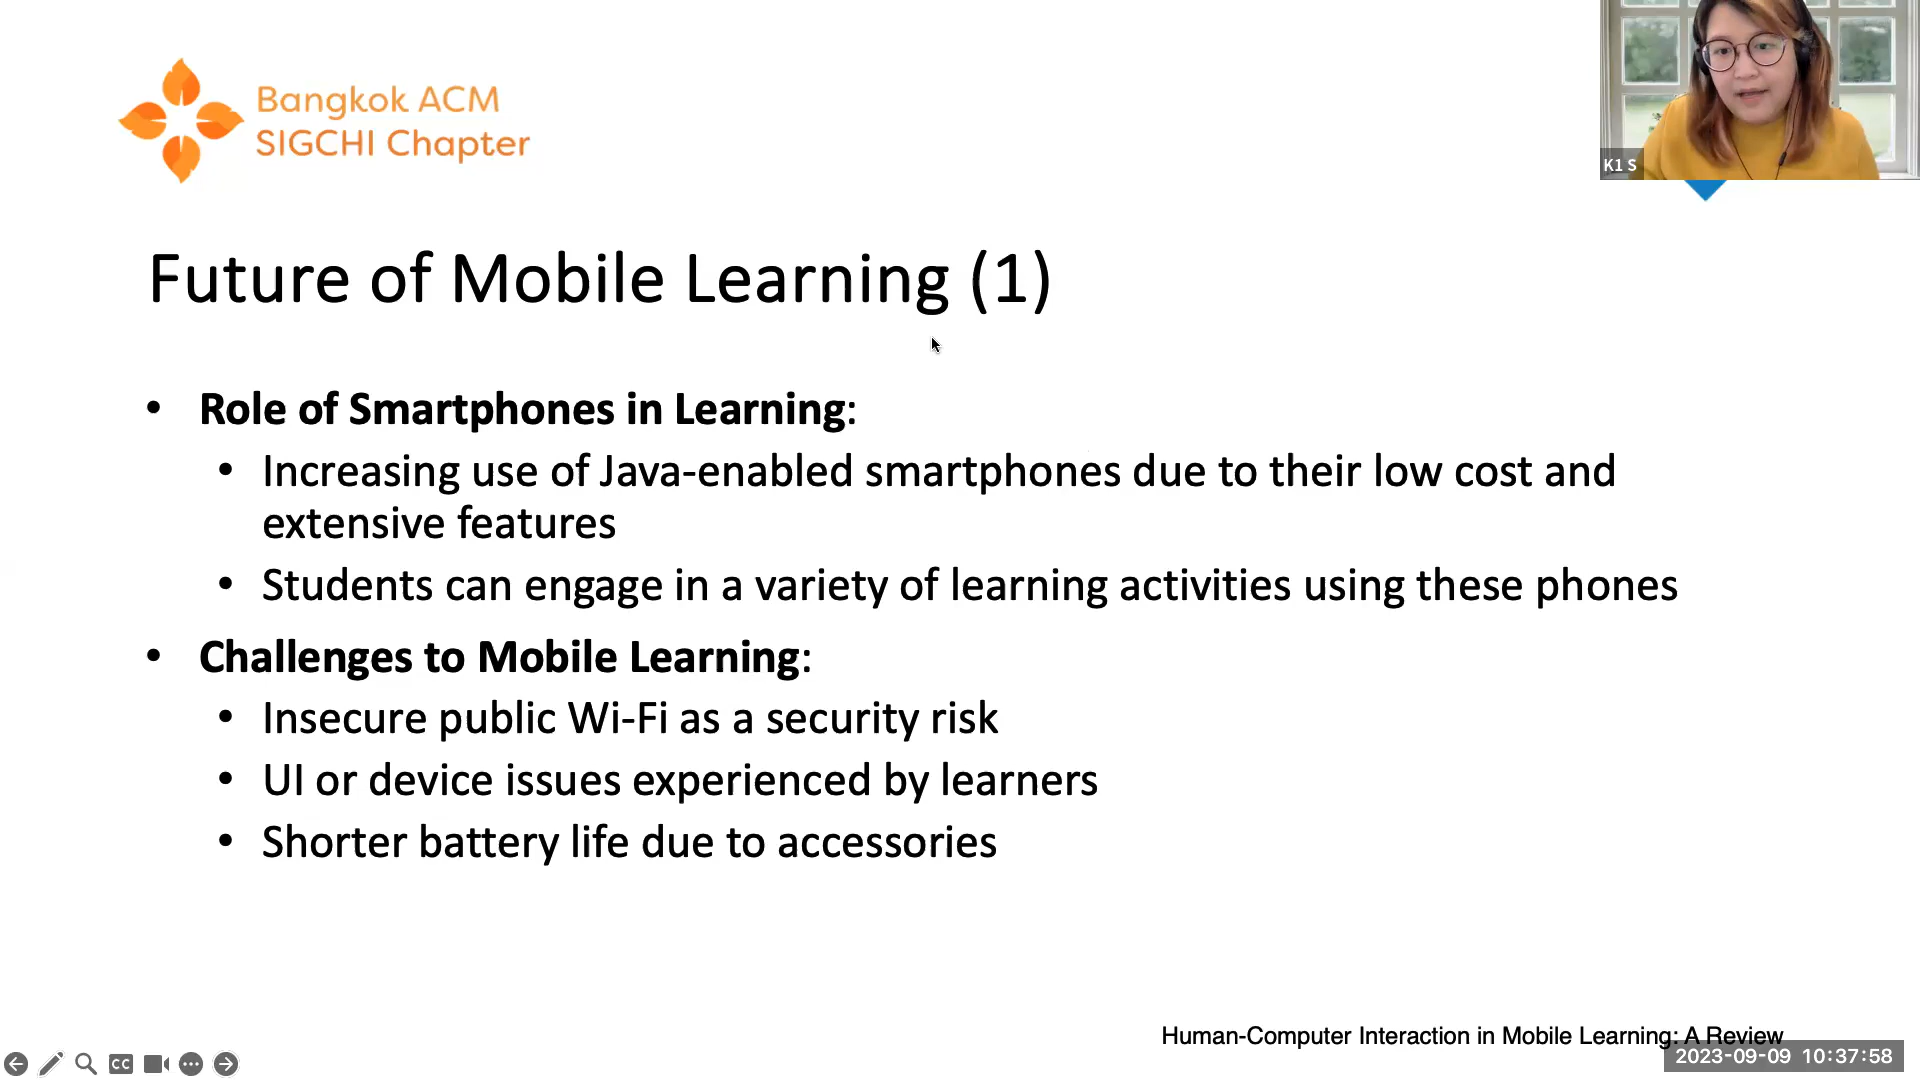 Bangkok ACM
SIGCHI Chapter
K1 S
Future of Mobile Learning (1)
• Role of Smartphones in Learning:
• Increasing use of Java-enabled smartphones due to their low cost and
extensive features
• Students can engage in a variety of learning activities using these phones
• Challenges to Mobile Learning:
• Insecure public Wi-Fi as a security risk
• UI or device issues experienced by learners
• Shorter battery life due to accessories
Human-Computer Interaction in Mobile Learning: A Review
CC
2023-09-09 10:37:58